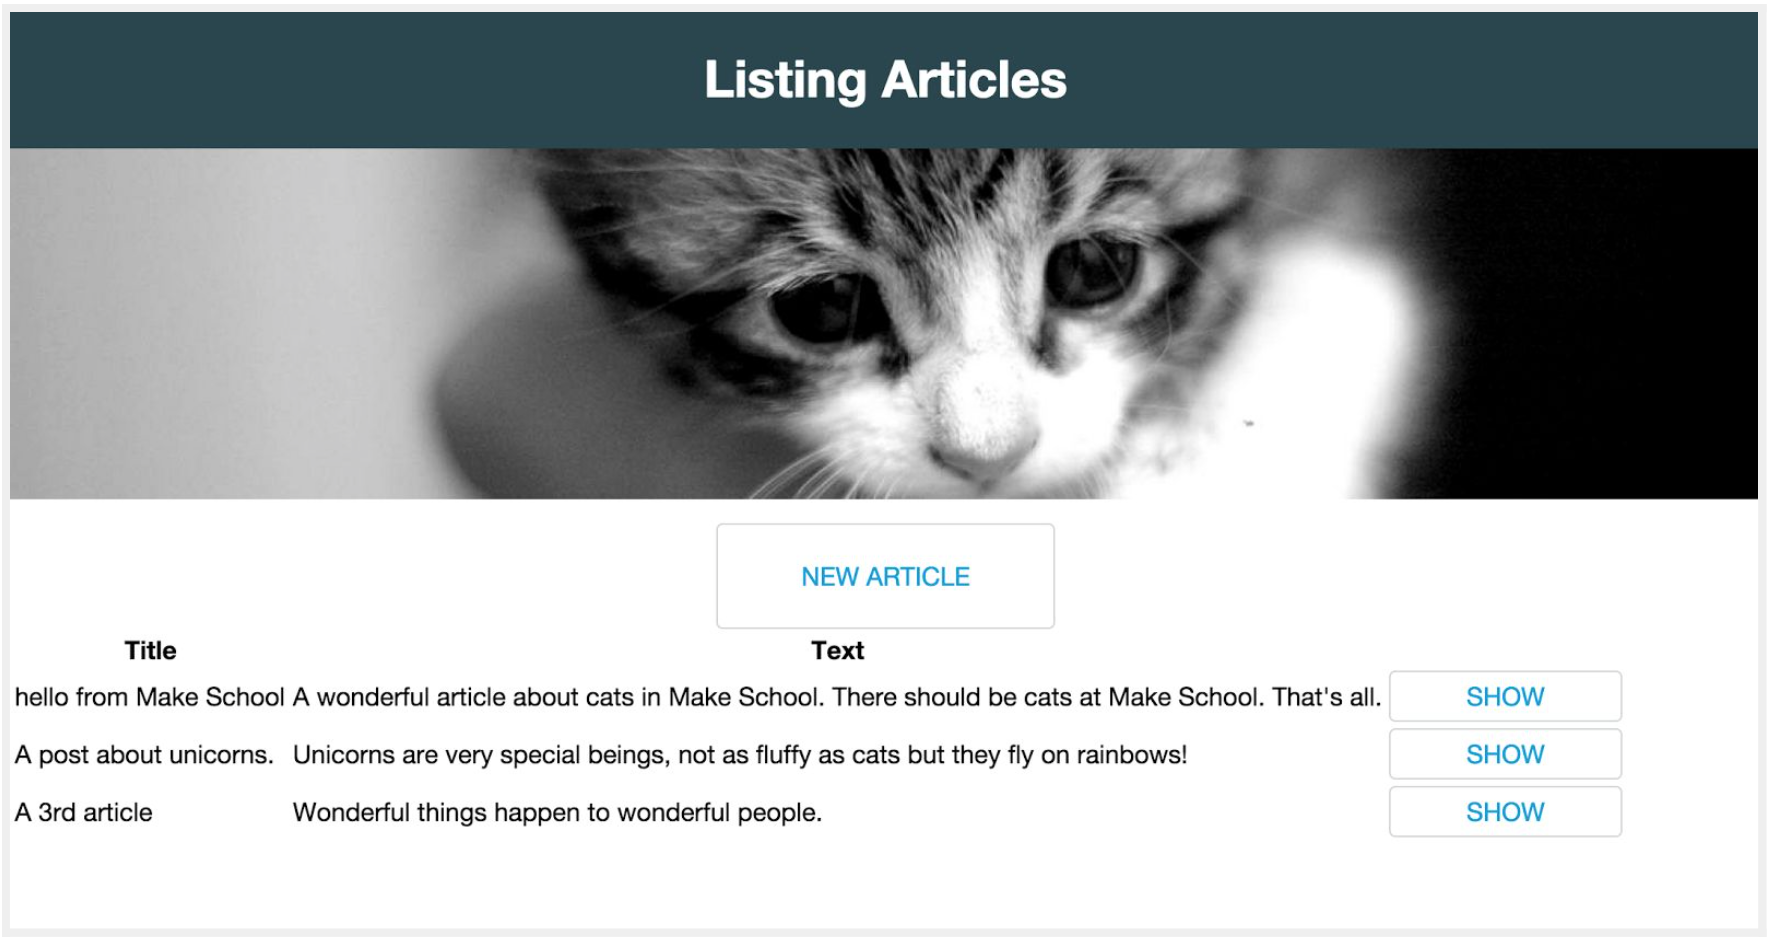 Listing Articles
NEW ARTICLE
Title Text
hello from Make School A wonderful article about cats in Make School. There should be cats at Make School. That's all. SHOW
A post about unicorns. Unicorns are very special beings, not as fluffy as cats but they fly on rainbows! SHOW
A 3rd article Wonderful things happen to wonderful people. SHOW